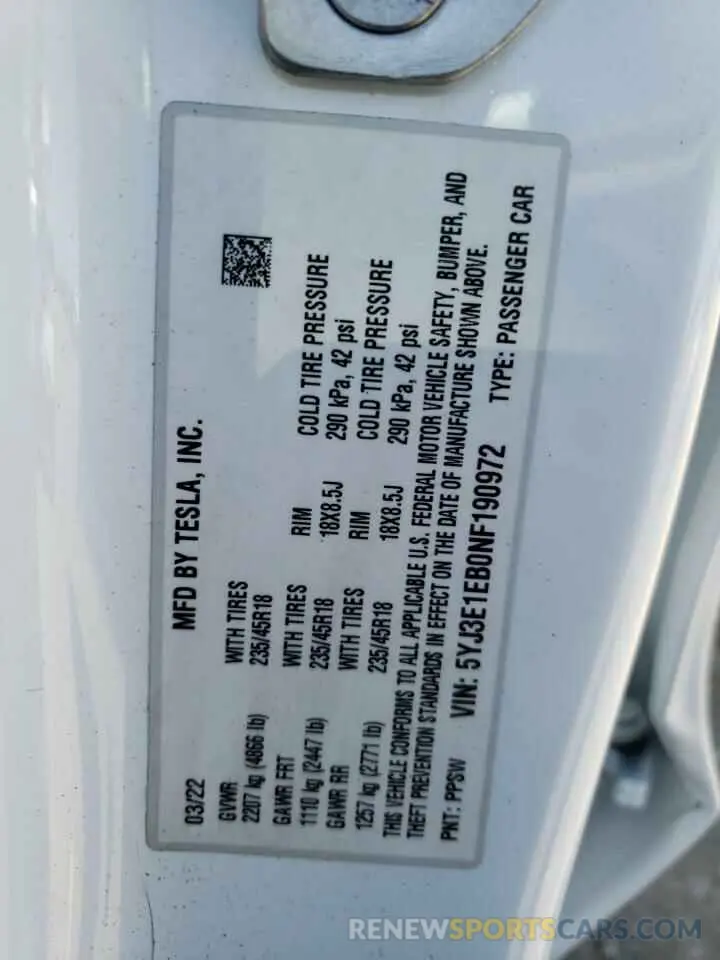 MFD BY TESLA, INC.
03/22
GVWR WITH TIRES
2207 kg (4866 lb) 235/45R18
GAWR FRT WITH TIRES RIM COLD TIRE PRESSURE
1110 kg (2447 lb) 235/45R18 18X8.5J 290 kPa, 42 psi
GAWR RR WITH TIRES RIM COLD TIRE PRESSURE
1257 kg (2771 lb) 235/45R18 18X8.5J 290 kPa, 42 psi
THIS VEHICLE CONFORMS TO ALL APPLICABLE U.S. FEDERAL MOTOR VEHICLE SAFETY, BUMPER, AND
THEFT PREVENTION STANDARDS IN EFFECT ON THE DATE OF MANUFACTURE SHOWN ABOVE.
PNT: PPSW VIN: 5YJ3E1EB0NF190972 TYPE: PASSENGER CAR
RENEWSPORTSCARS.COM